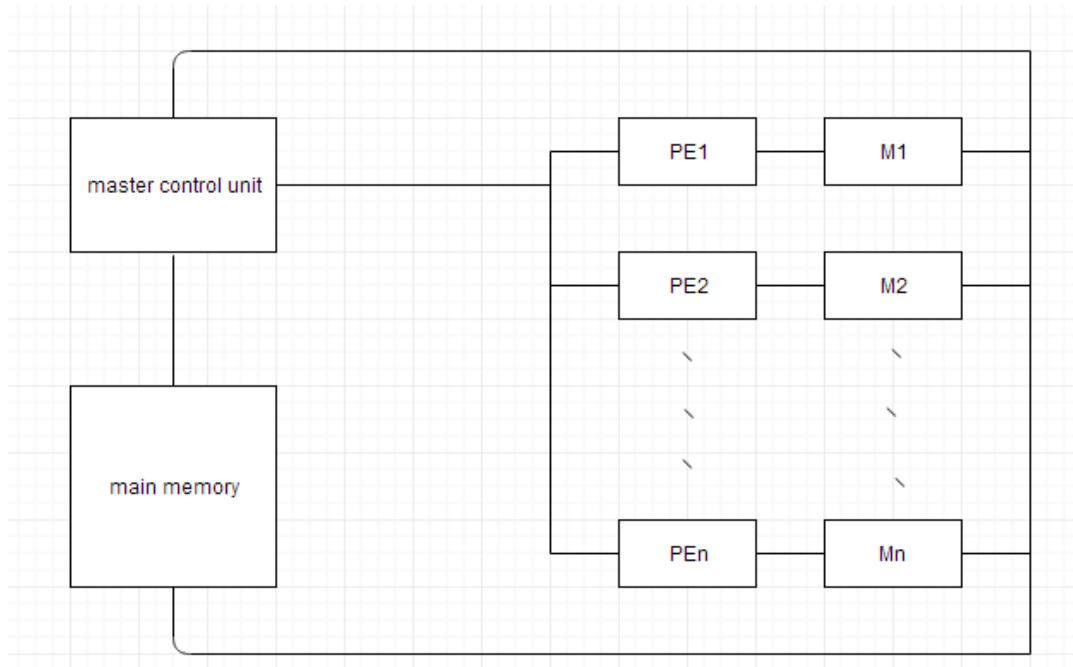 master control unit
PE1
M1
PE2
M2
main memory
PEn
Mn